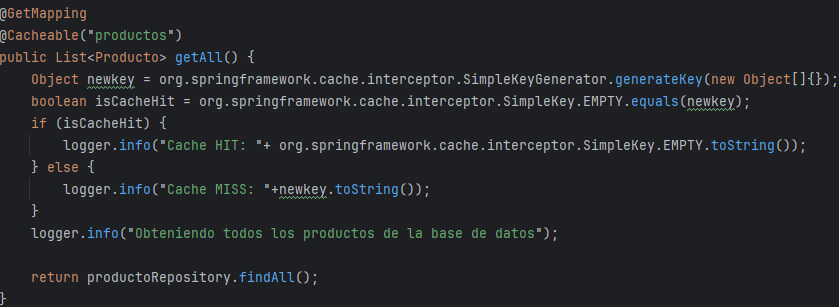 @GetMapping
@Cacheable("productos")
public List<Producto> getAll() {
    Object newkey = org.springframework.cache.interceptor.SimpleKeyGenerator.generateKey(new Object[]{});
    boolean isCacheHit = org.springframework.cache.interceptor.SimpleKey.EMPTY.equals(newkey);
    if (isCacheHit) {
        logger.info("Cache HIT: "+ org.springframework.cache.interceptor.SimpleKey.EMPTY.toString());
    } else {
        logger.info("Cache MISS: "+newkey.toString());
    }
    logger.info("Obteniendo todos los productos de la base de datos");
    return productoRepository.findAll();
}